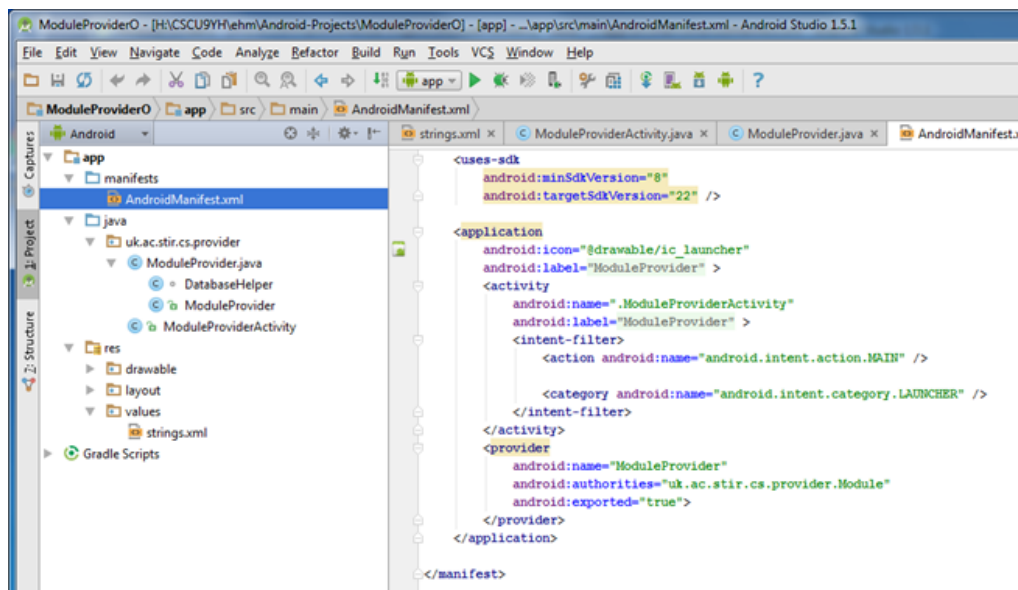 ModuleProviderO - [H:\CSCU9YH\ehm\Android-Projects\ModuleProviderO] - [app] - ...\app\src\main\AndroidManifest.xml - Android Studio 1.5.1
File Edit View Navigate Code Analyze Refactor Build Run Tools VCS Window Help
app
ModuleProviderO app src main AndroidManifest.xml
Android strings.xml ModuleProviderActivity.java ModuleProvider.java AndroidManifest.x
Captures
1: Project
2: Structure
app
manifests
AndroidManifest.xml
java
uk.ac.stir.cs.provider
ModuleProvider.java
DatabaseHelper
ModuleProvider
ModuleProviderActivity
res
drawable
layout
values
strings.xml
Gradle Scripts
<uses-sdk
android:minSdkVersion="8"
android:targetSdkVersion="22" />
<application
android:icon="@drawable/ic_launcher"
android:label="ModuleProvider" >
<activity
android:name=".ModuleProviderActivity"
android:label="ModuleProvider" >
<intent-filter>
<action android:name="android.intent.action.MAIN" />
<category android:name="android.intent.category.LAUNCHER" />
</intent-filter>
</activity>
<provider
android:name="ModuleProvider"
android:authorities="uk.ac.stir.cs.provider.Module"
android:exported="true">
</provider>
</application>
</manifest>